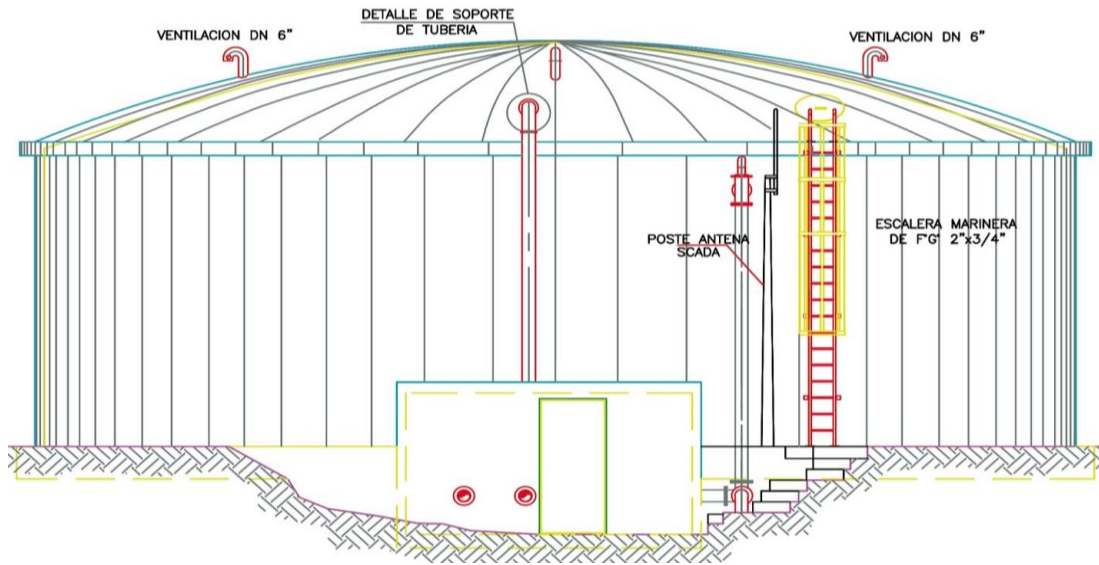 DETALLE DE SOPORTE
DE TUBERIA
VENTILACION DN 6"
VENTILACION DN 6"
ESCALERA MARINERA
DE F°G° 2"x3/4"
POSTE ANTENA
SCADA